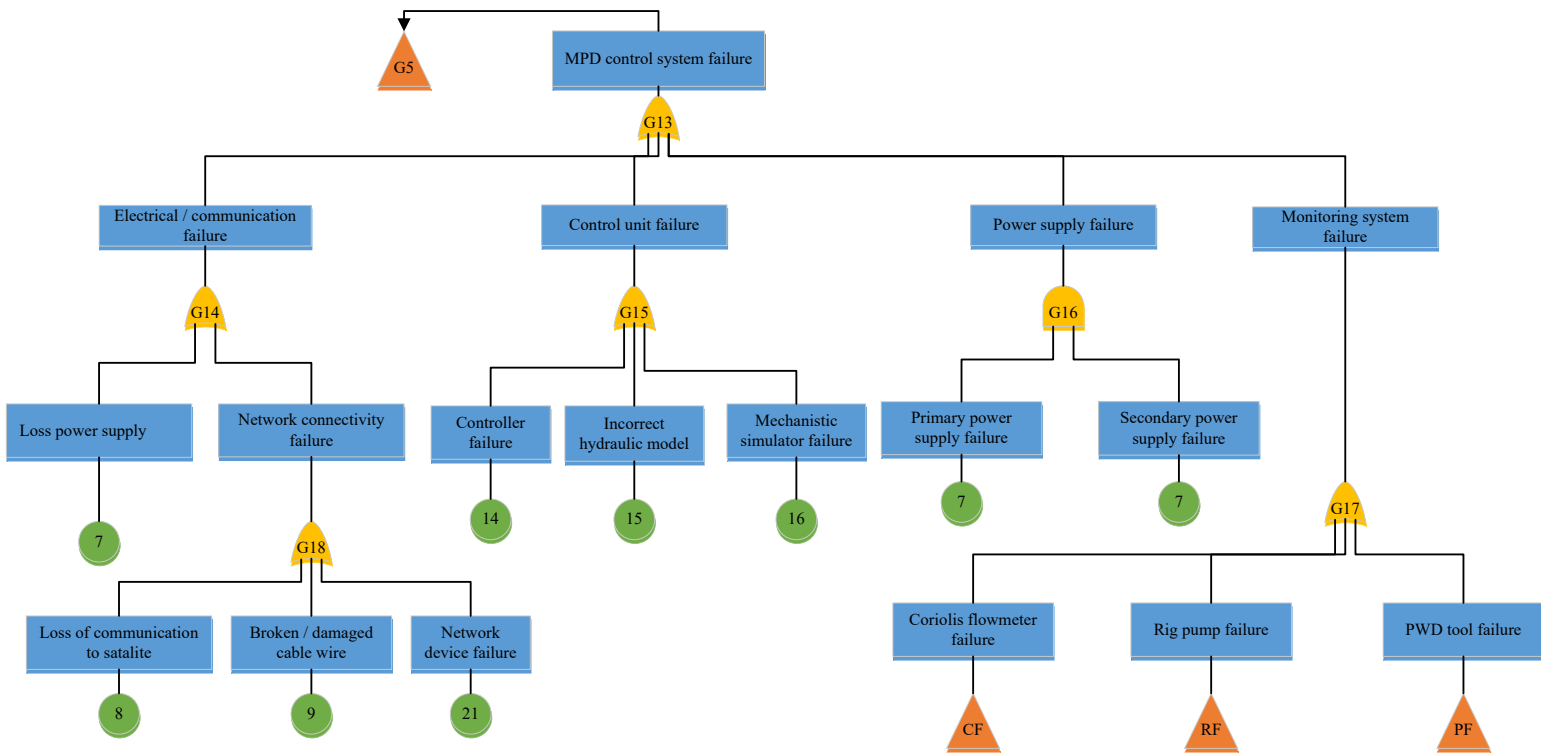 G5
MPD control system failure
G13
Electrical / communication
failure
Control unit failure
Power supply failure
Monitoring system
failure
G14
G15
G16
Loss power supply
Network connectivity
failure
Controller
failure
Incorrect
hydraulic model
Mechanistic
simulator failure
Primary power
supply failure
Secondary power
supply failure
7
14
15
16
7
7
G17
G18
Loss of communication
to satalite
Broken / damaged
cable wire
Network
device failure
Coriolis flowmeter
failure
Rig pump failure
PWD tool failure
8
9
21
CF
RF
PF